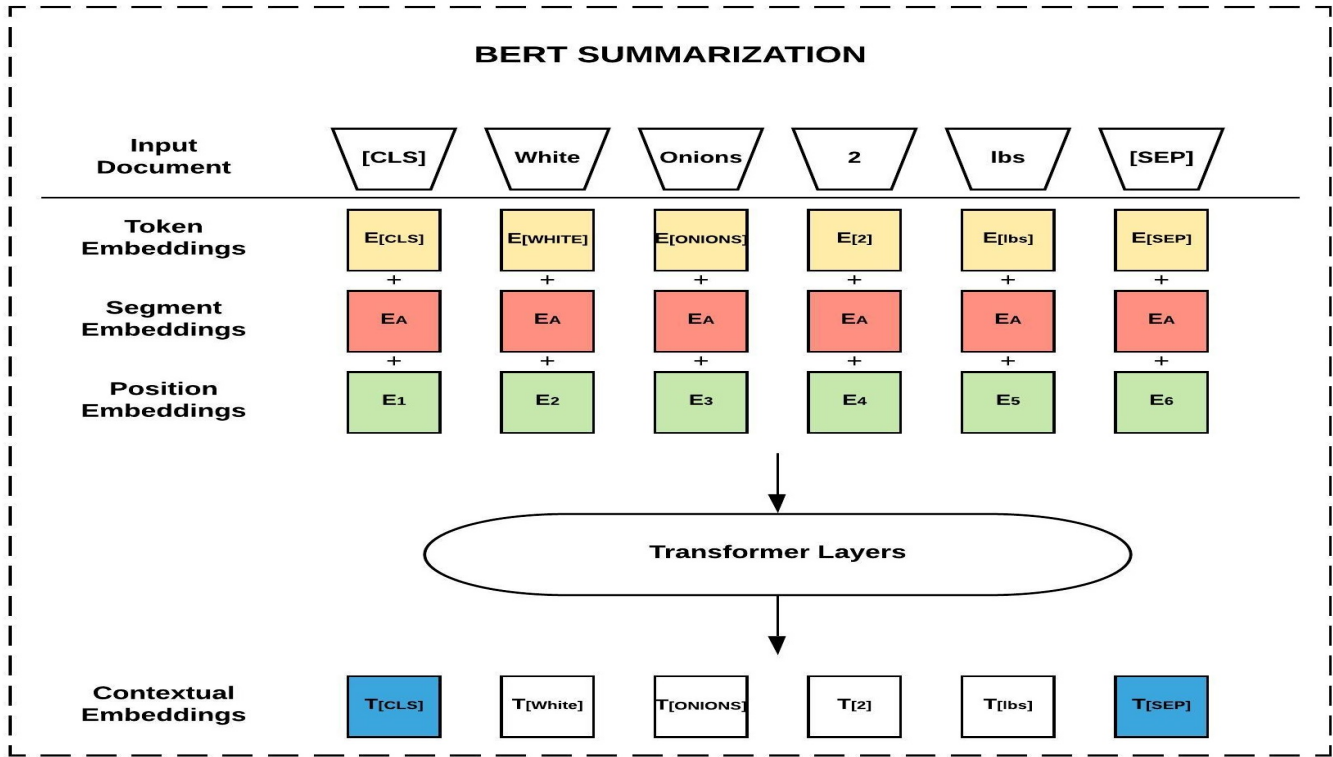 BERT SUMMARIZATION
Input
Document
[CLS] White Onions 2 lbs [SEP]
Token
Embeddings
E[CLS] E[WHITE] E[ONIONS] E[2] E[lbs] E[SEP]
+ + + + + +
Segment
Embeddings
EA EA EA EA EA EA
+ + + + + +
Position
Embeddings
E1 E2 E3 E4 E5 E6
Transformer Layers
Contextual
Embeddings
T[CLS] T[White] T[ONIONS] T[2] T[lbs] T[SEP]